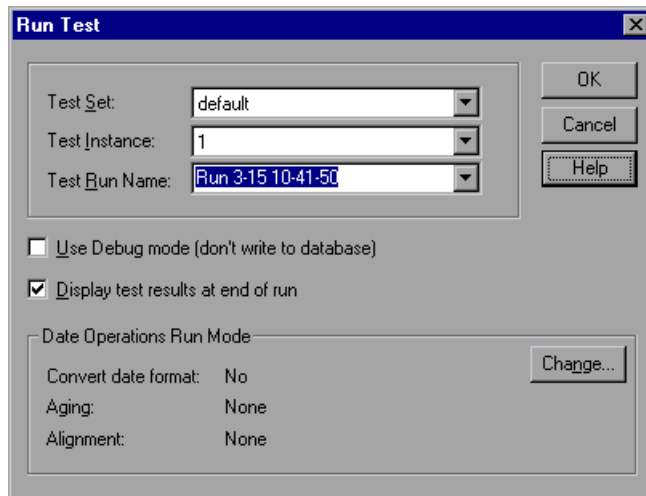 Run Test
Test Set: default
Test Instance: 1
Test Run Name: Run 3-15 10-41-50
OK
Cancel
Help
Use Debug mode (don't write to database)
Display test results at end of run
Date Operations Run Mode
Convert date format: No
Aging: None
Alignment: None
Change...